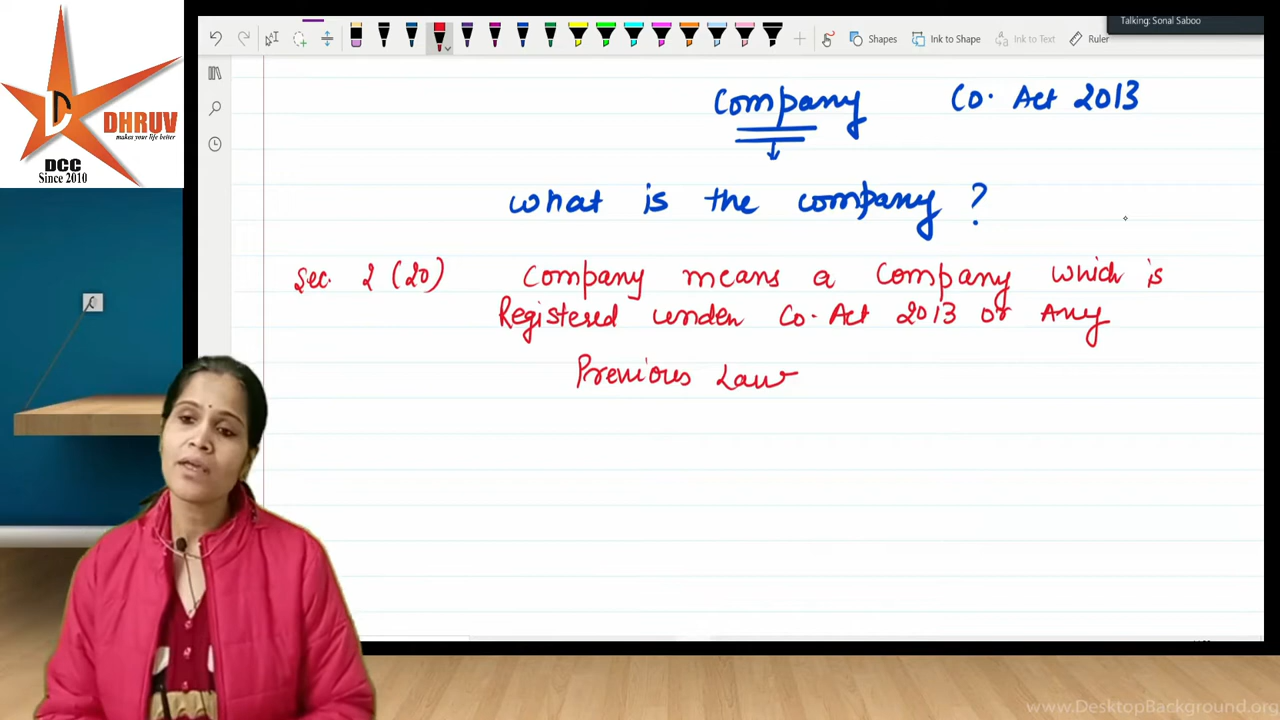 Talking: Sonal Saboo
Shapes
Ink to Shape
Ink to Text
Ruler
D
DHRUV
makes your life better
DCC
Since 2010
Company Co. Act 2013
what is the company ?
Sec. 2 (20) Company means a Company which is
Registered under Co. Act 2013 or Any
Previous Law
www.DesktopBackground.org